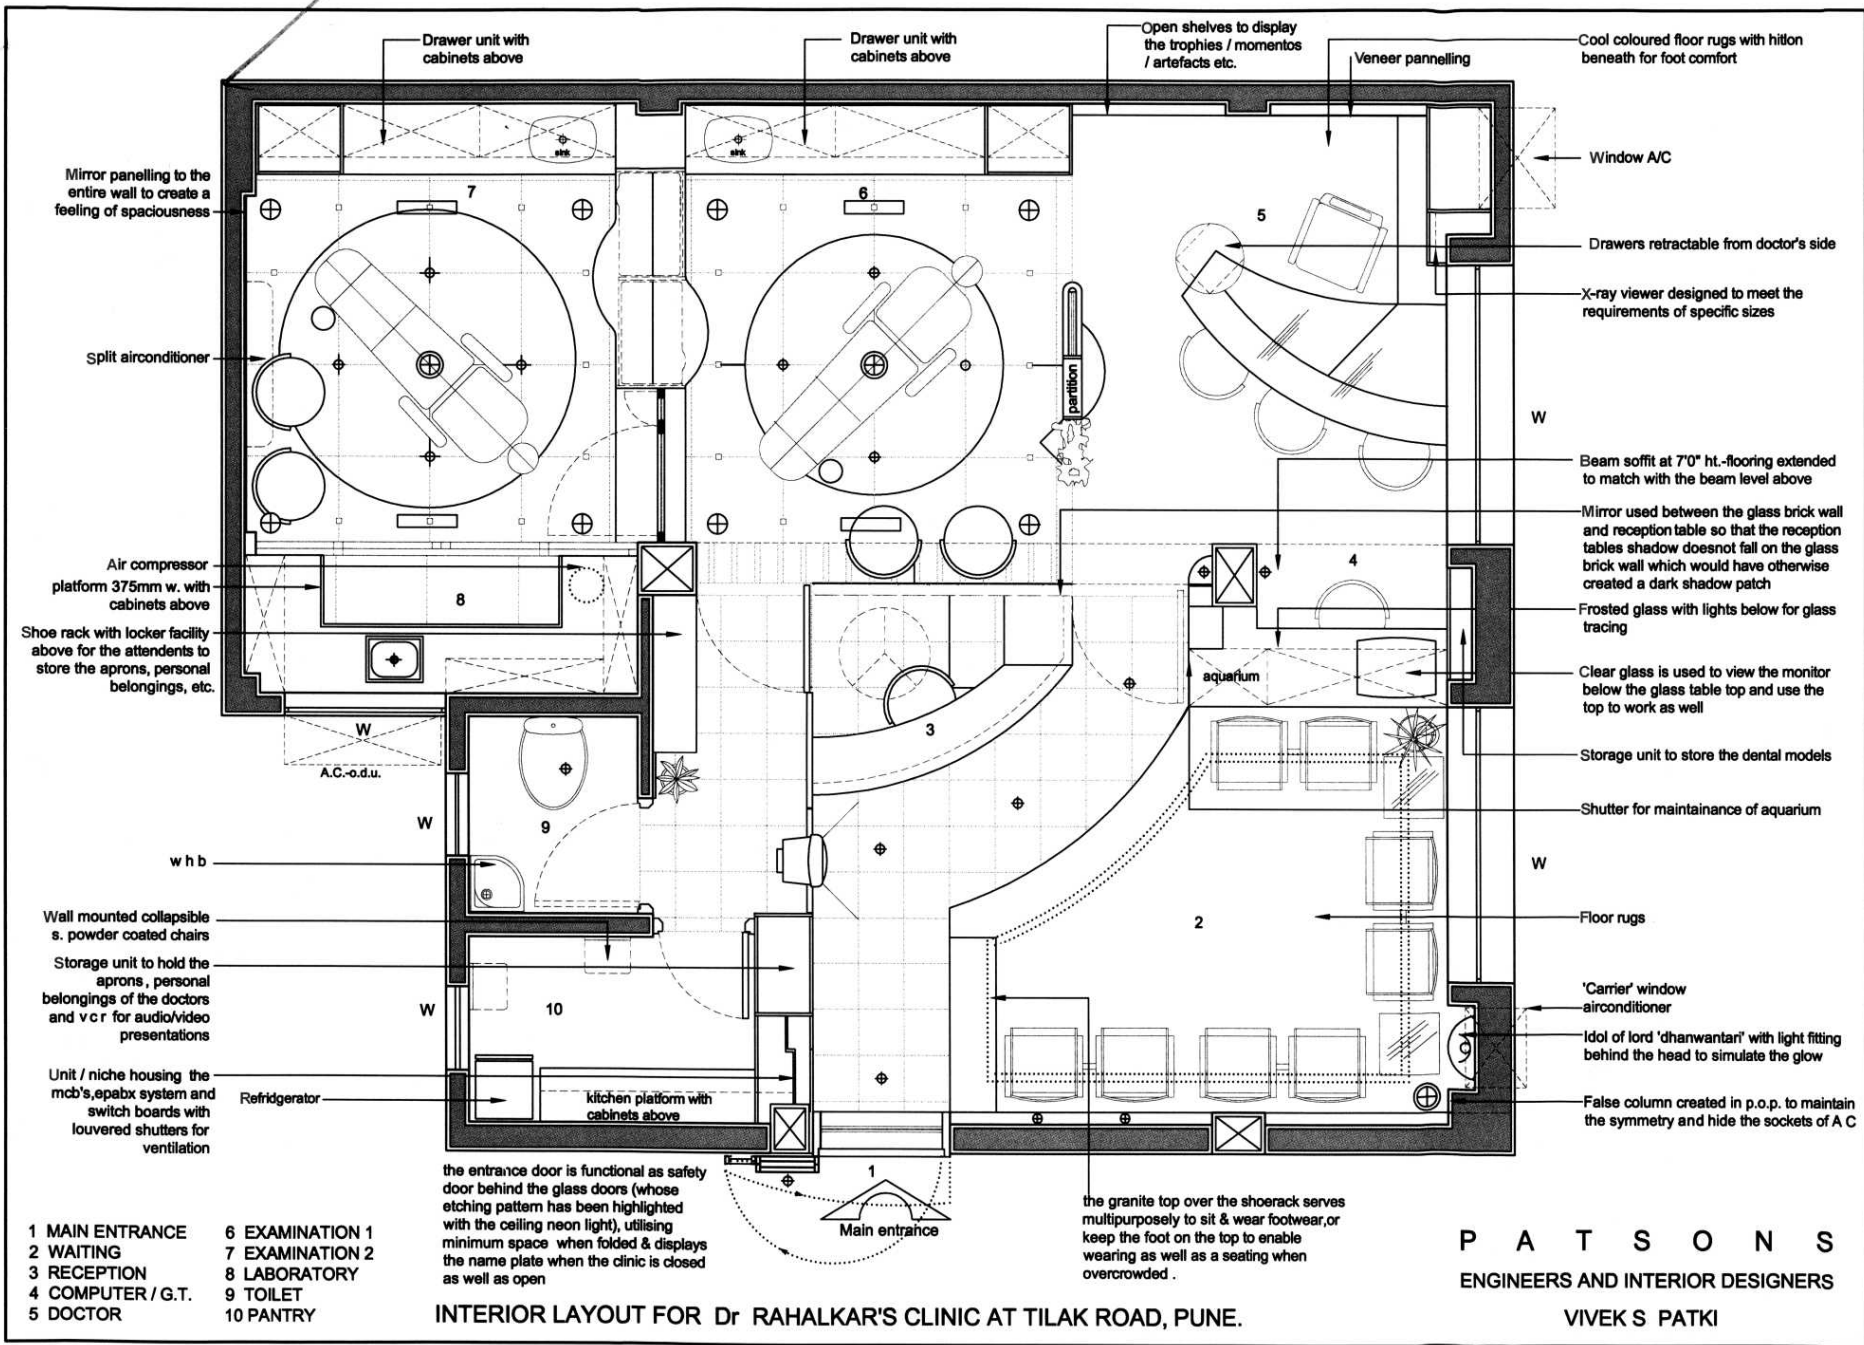 Drawer unit with
cabinets above
Drawer unit with
cabinets above
Open shelves to display
the trophies / momentos
/ artefacts etc.
Veneer pannelling
Cool coloured floor rugs with hitlon
beneath for foot comfort
Window A/C
Drawers retractable from doctor's side
X-ray viewer designed to meet the
requirements of specific sizes
W
Beam soffit at 7'0" ht.-flooring extended
to match with the beam level above
Mirror used between the glass brick wall
and reception table so that the reception
tables shadow doesnot fall on the glass
brick wall which would have otherwise
created a dark shadow patch
Frosted glass with lights below for glass
tracing
Clear glass is used to view the monitor
below the glass table top and use the
top to work as well
Storage unit to store the dental models
Shutter for maintainance of aquarium
W
Floor rugs
'Carrier' window
airconditioner
Idol of lord 'dhanwantari' with light fitting
behind the head to simulate the glow
False column created in p.o.p. to maintain
the symmetry and hide the sockets of A C
Mirror panelling to the
entire wall to create a
feeling of spaciousness
Split airconditioner
Air compressor
platform 375mm w. with
cabinets above
Shoe rack with locker facility
above for the attendents to
store the aprons, personal
belongings, etc.
W
A.C.-o.d.u.
W
w h b
Wall mounted collapsible
s. powder coated chairs
Storage unit to hold the
aprons , personal
belongings of the doctors
and v c r for audio/video
presentations
W
Unit / niche housing the
mcb's,epabx system and
switch boards with
louvered shutters for
ventilation
Refridgerator
kitchen platform with
cabinets above
sink
sink
7
6
5
partition
4
8
aquarium
3
9
2
10
1
Main entrance
the entrance door is functional as safety
door behind the glass doors (whose
etching pattern has been highlighted
with the ceiling neon light), utilising
minimum space when folded & displays
the name plate when the clinic is closed
as well as open
the granite top over the shoerack serves
multipurposely to sit & wear footwear,or
keep the foot on the top to enable
wearing as well as a seating when
overcrowded .
1 MAIN ENTRANCE
2 WAITING
3 RECEPTION
4 COMPUTER / G.T.
5 DOCTOR
6 EXAMINATION 1
7 EXAMINATION 2
8 LABORATORY
9 TOILET
10 PANTRY
INTERIOR LAYOUT FOR Dr RAHALKAR'S CLINIC AT TILAK ROAD, PUNE.
P A T S O N S
ENGINEERS AND INTERIOR DESIGNERS
VIVEK S PATKI